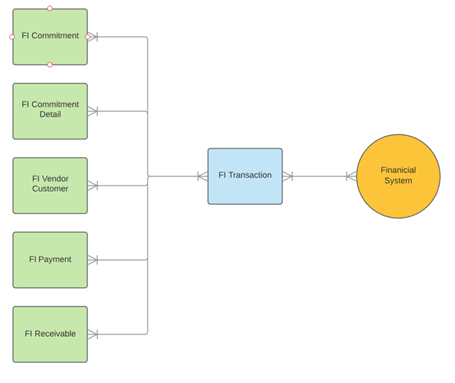 FI Commitment
FI Commitment
Detail
FI Vendor
Customer
FI Payment
FI Receivable
FI Transaction
Finanicial
System